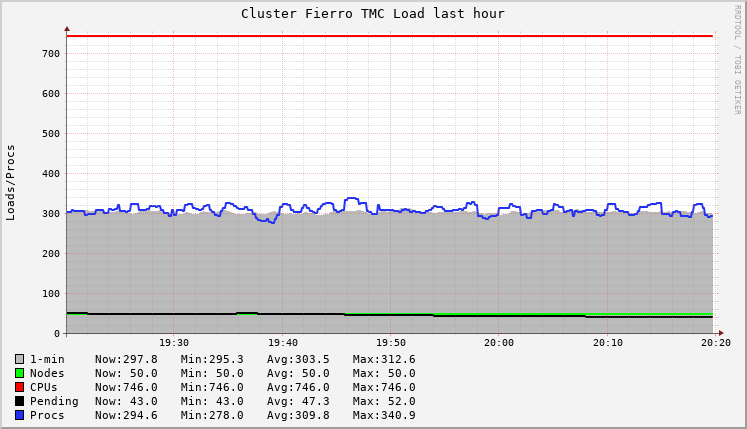 Cluster Fierro TMC Load last hour
RRDTOOL / TOBI OETIKER
Loads/Procs
700
600
500
400
300
200
100
0
19:30 19:40 19:50 20:00 20:10 20:20
1-min Now:297.8 Min:295.3 Avg:303.5 Max:312.6
Nodes Now: 50.0 Min: 50.0 Avg: 50.0 Max: 50.0
CPUs Now:746.0 Min:746.0 Avg:746.0 Max:746.0
Pending Now: 43.0 Min: 43.0 Avg: 47.3 Max: 52.0
Procs Now:294.6 Min:278.0 Avg:309.8 Max:340.9